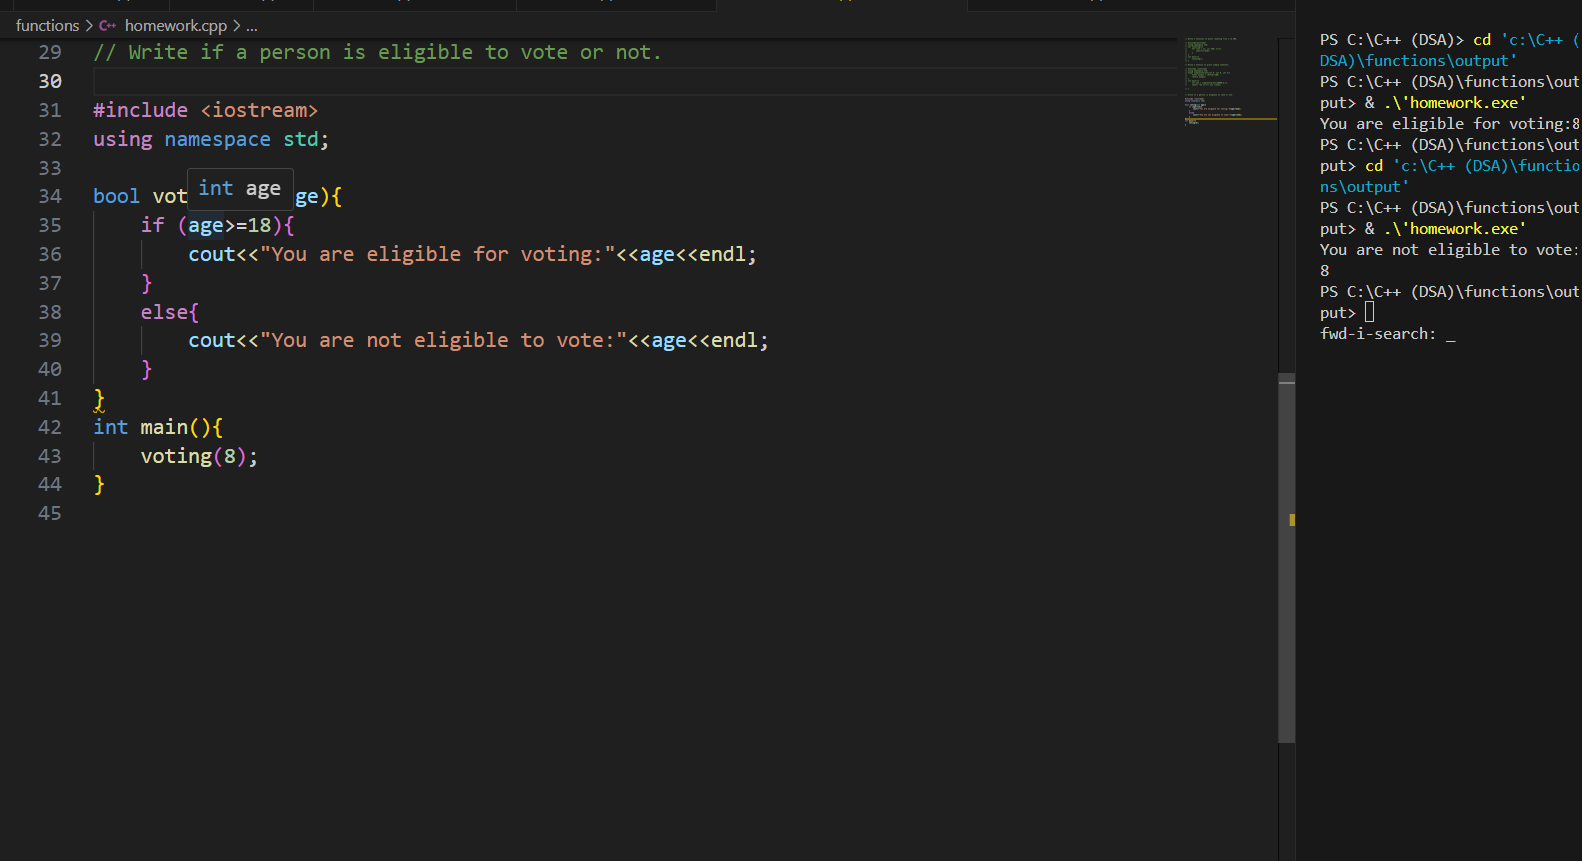 functions > homework.cpp > ...
29 // Write if a person is eligible to vote or not.
30
31 #include <iostream>
32 using namespace std;
33
int age
34 bool vot ge){
35 if (age>=18){
36 cout<<"You are eligible for voting:"<<age<<endl;
37 }
38 else{
39 cout<<"You are not eligible to vote:"<<age<<endl;
40 }
41 }
42 int main(){
43 voting(8);
44 }
45
PS C:\C++ (DSA)> cd 'c:\C++ (
DSA)\functions\output'
PS C:\C++ (DSA)\functions\out
put> & .\'homework.exe'
You are eligible for voting:8
PS C:\C++ (DSA)\functions\out
put> cd 'c:\C++ (DSA)\functio
ns\output'
PS C:\C++ (DSA)\functions\out
put> & .\'homework.exe'
You are not eligible to vote:
8
PS C:\C++ (DSA)\functions\out
put>
fwd-i-search: _